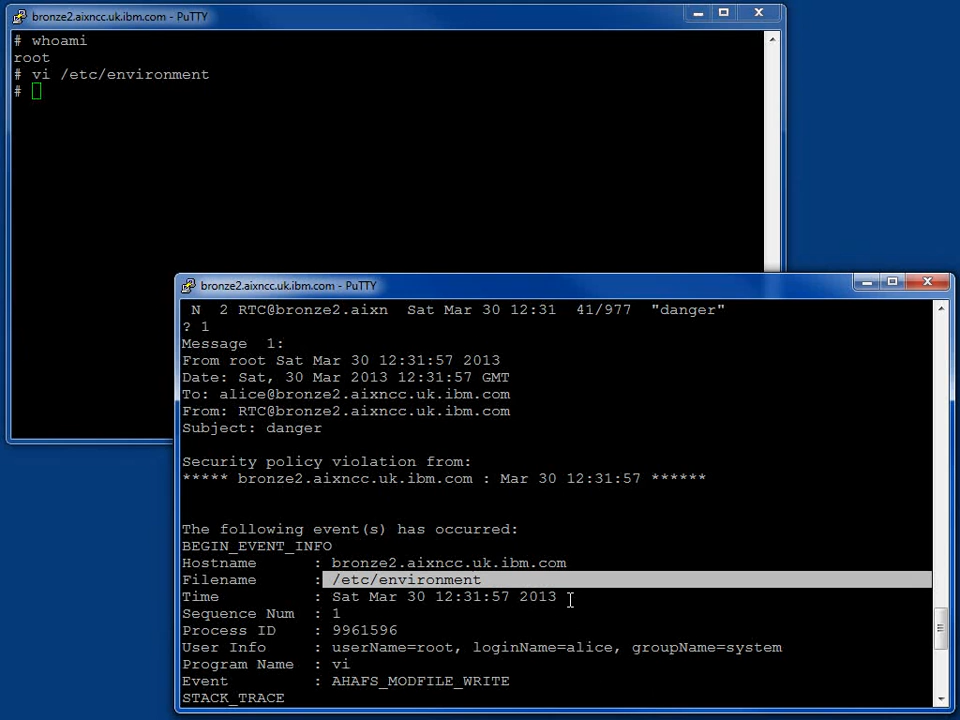 bronze2.aixncc.uk.ibm.com - PuTTY
# whoami
root
# vi /etc/environment
#
bronze2.aixncc.uk.ibm.com - PuTTY
N  2 RTC@bronze2.aixn  Sat Mar 30 12:31  41/977  "danger"
? 1
Message  1:
From root Sat Mar 30 12:31:57 2013
Date: Sat, 30 Mar 2013 12:31:57 GMT
To: alice@bronze2.aixncc.uk.ibm.com
From: RTC@bronze2.aixncc.uk.ibm.com
Subject: danger
Security policy violation from:
***** bronze2.aixncc.uk.ibm.com : Mar 30 12:31:57 ******
The following event(s) has occurred:
BEGIN_EVENT_INFO
Hostname      : bronze2.aixncc.uk.ibm.com
Filename      : /etc/environment
Time          : Sat Mar 30 12:31:57 2013
Sequence Num  : 1
Process ID    : 9961596
User Info     : userName=root, loginName=alice, groupName=system
Program Name  : vi
Event         : AHAFS_MODFILE_WRITE
STACK_TRACE